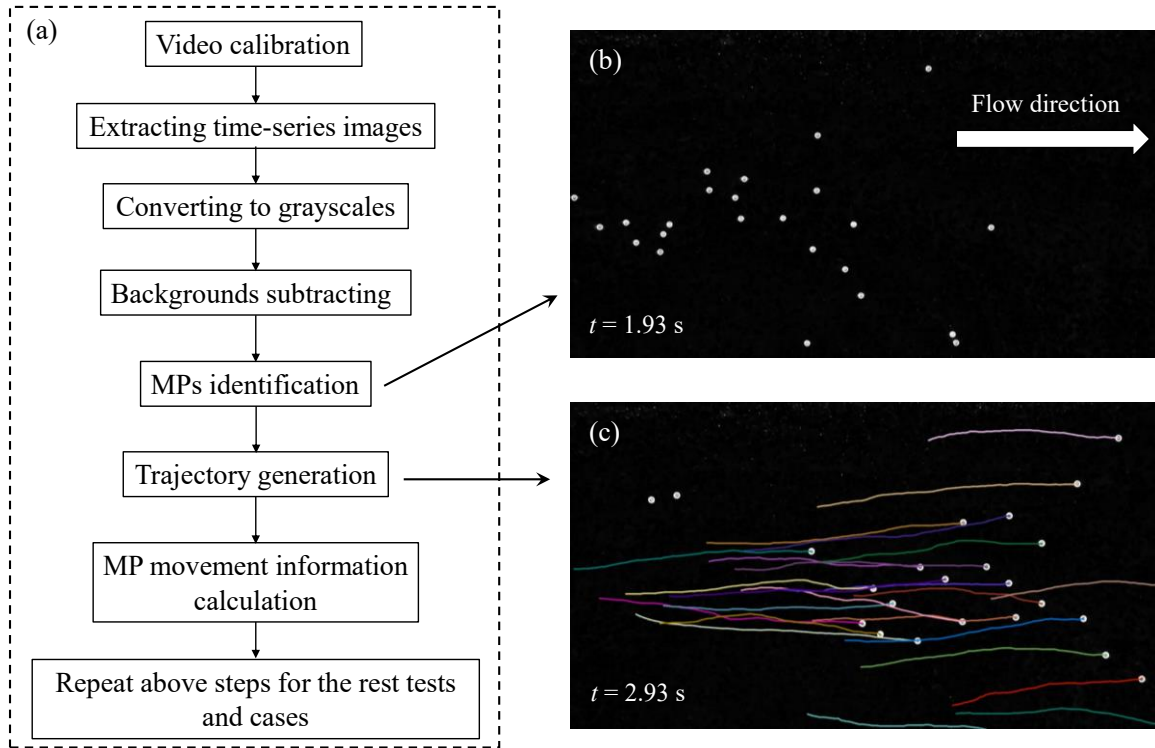 (a)
Video calibration
Extracting time-series images
Converting to grayscales
Backgrounds subtracting
MPs identification
Trajectory generation
MP movement information
calculation
Repeat above steps for the rest tests
and cases
(b)
Flow direction
t = 1.93 s
(c)
t = 2.93 s